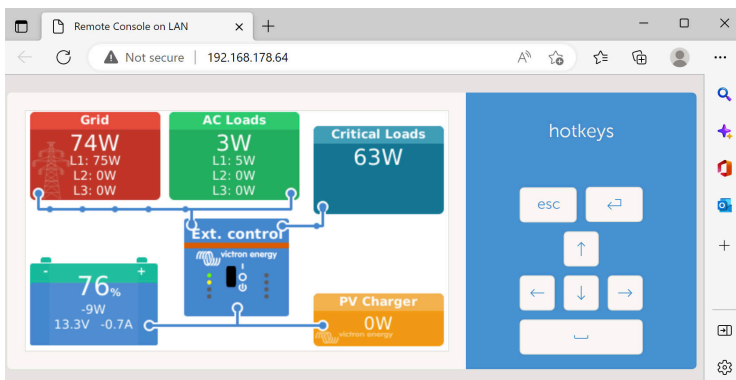 Remote Console on LAN
Not secure | 192.168.178.64
Grid
74W
L1: 75W
L2: 0W
L3: 0W
AC Loads
3W
L1: 5W
L2: 0W
L3: 0W
Critical Loads
63W
Ext. control
victron energy
76%
-9W
13.3V -0.7A
PV Charger
0W
victron energy
hotkeys
esc